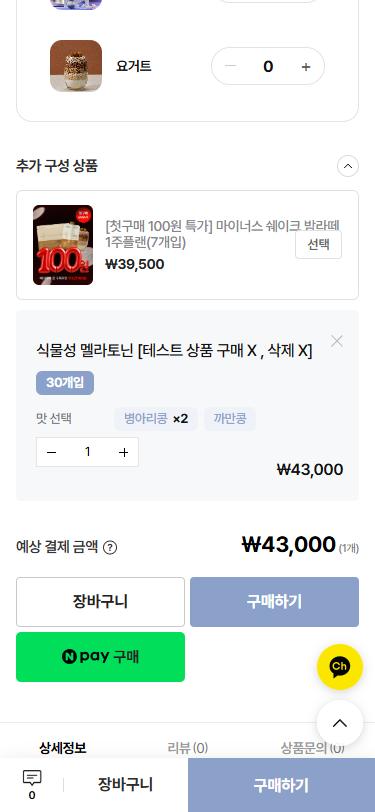 요거트
0
추가 구성 상품
[첫구매 100원 특가] 마이너스 쉐이크 발라떼
1주플랜(7개입)
선택
₩39,500
100원
식물성 멜라토닌 [테스트 상품 구매 X , 삭제 X]
30개입
맛 선택 병아리콩 ×2 까만콩
1
₩43,000
예상 결제 금액 ? ₩43,000 (1개)
장바구니 구매하기
N pay 구매
Ch
상세정보 리뷰 (0) 상품문의 (0)
0 장바구니 구매하기